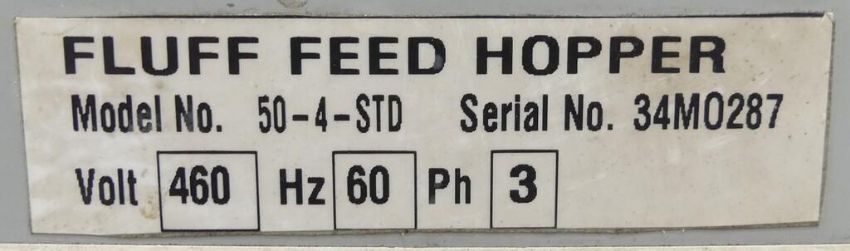 FLUFF FEED HOPPER
Model No. 50-4-STD Serial No. 34M0287
Volt 460 Hz 60 Ph 3